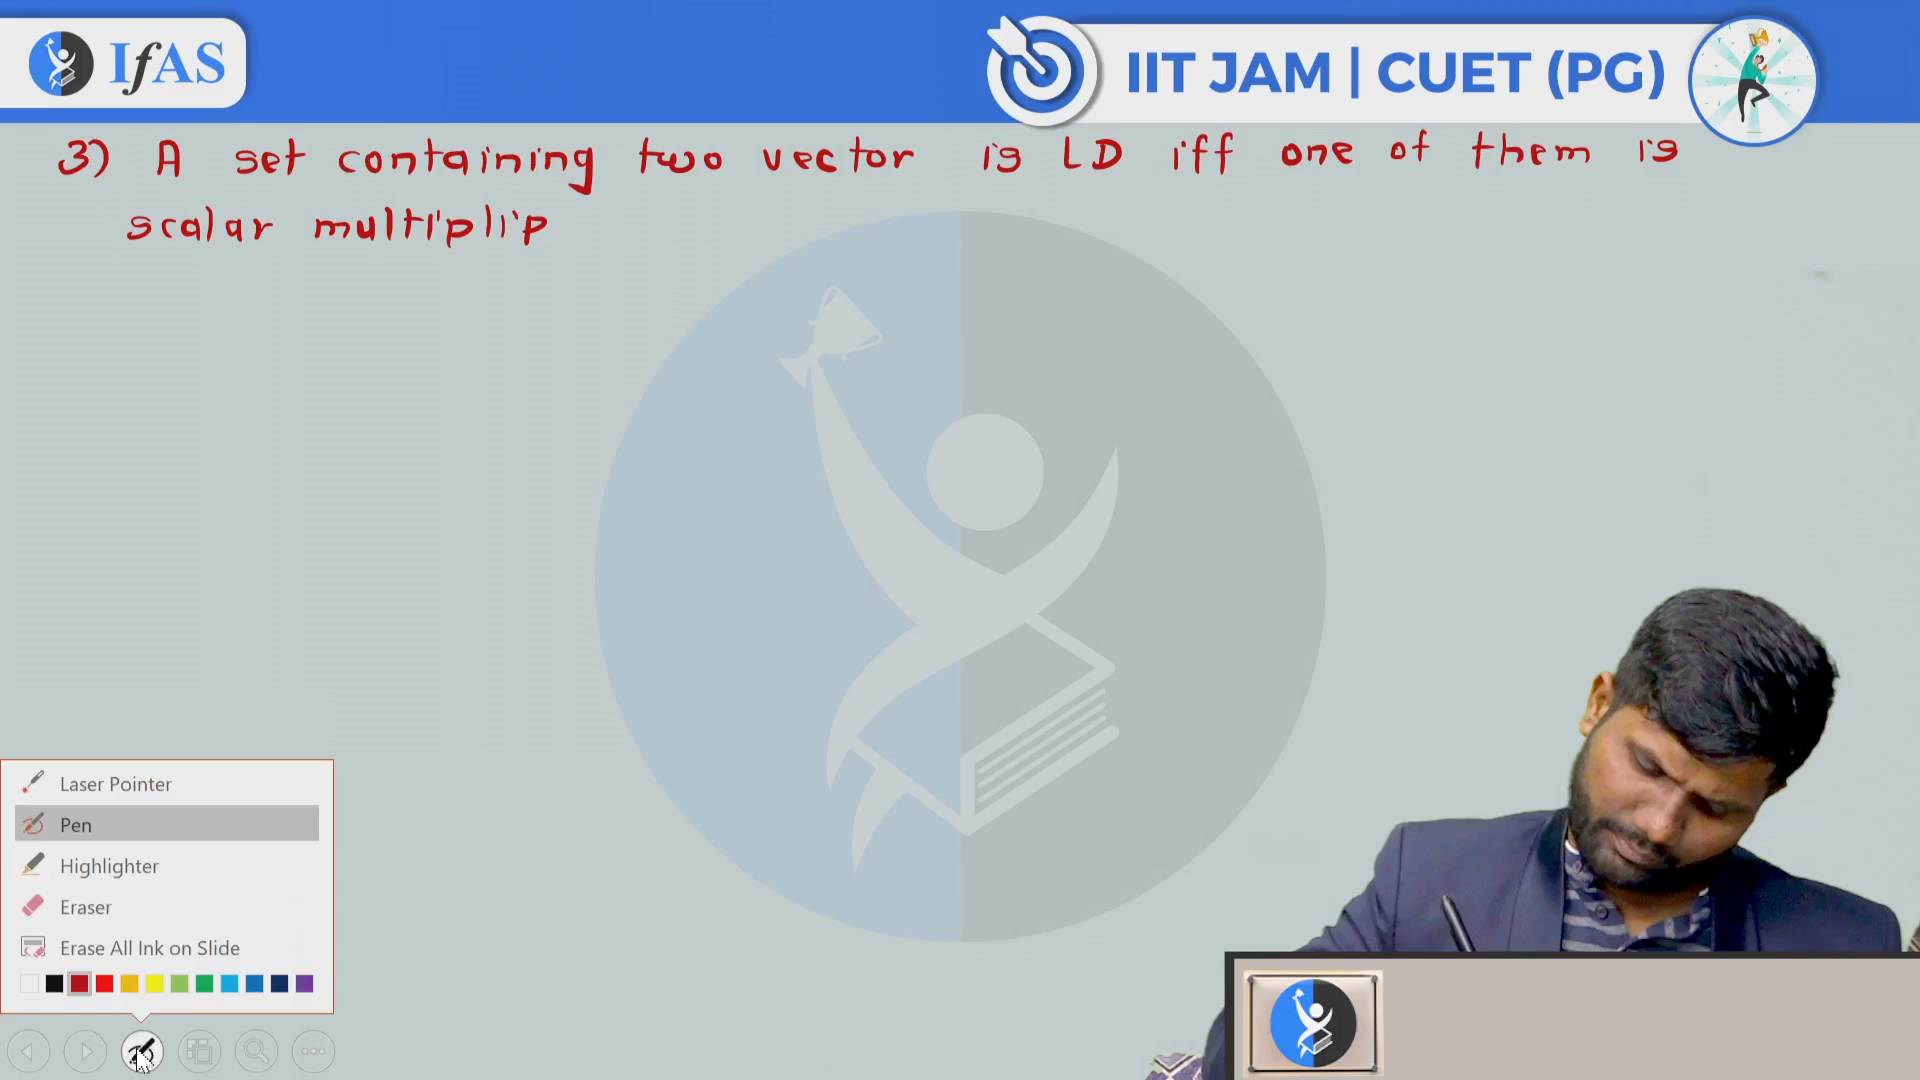 IfAS
IIT JAM | CUET (PG)
3) A set containing two vector is LD iff one of them is
scalar multiplip
Laser Pointer
Pen
Highlighter
Eraser
Erase All Ink on Slide